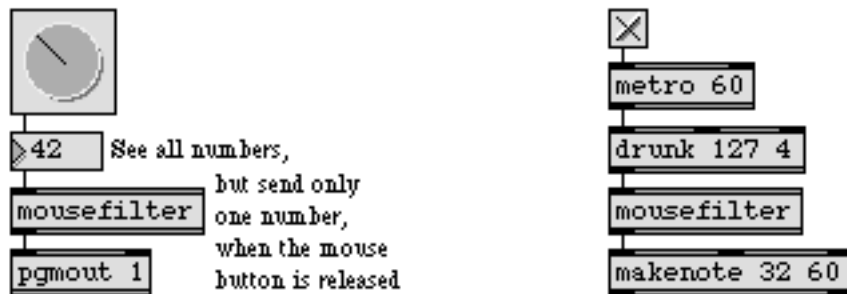 42
See all numbers,
but send only
one number,
when the mouse
button is released
mousefilter
pgmout 1
metro 60
drunk 127 4
mousefilter
makenote 32 60